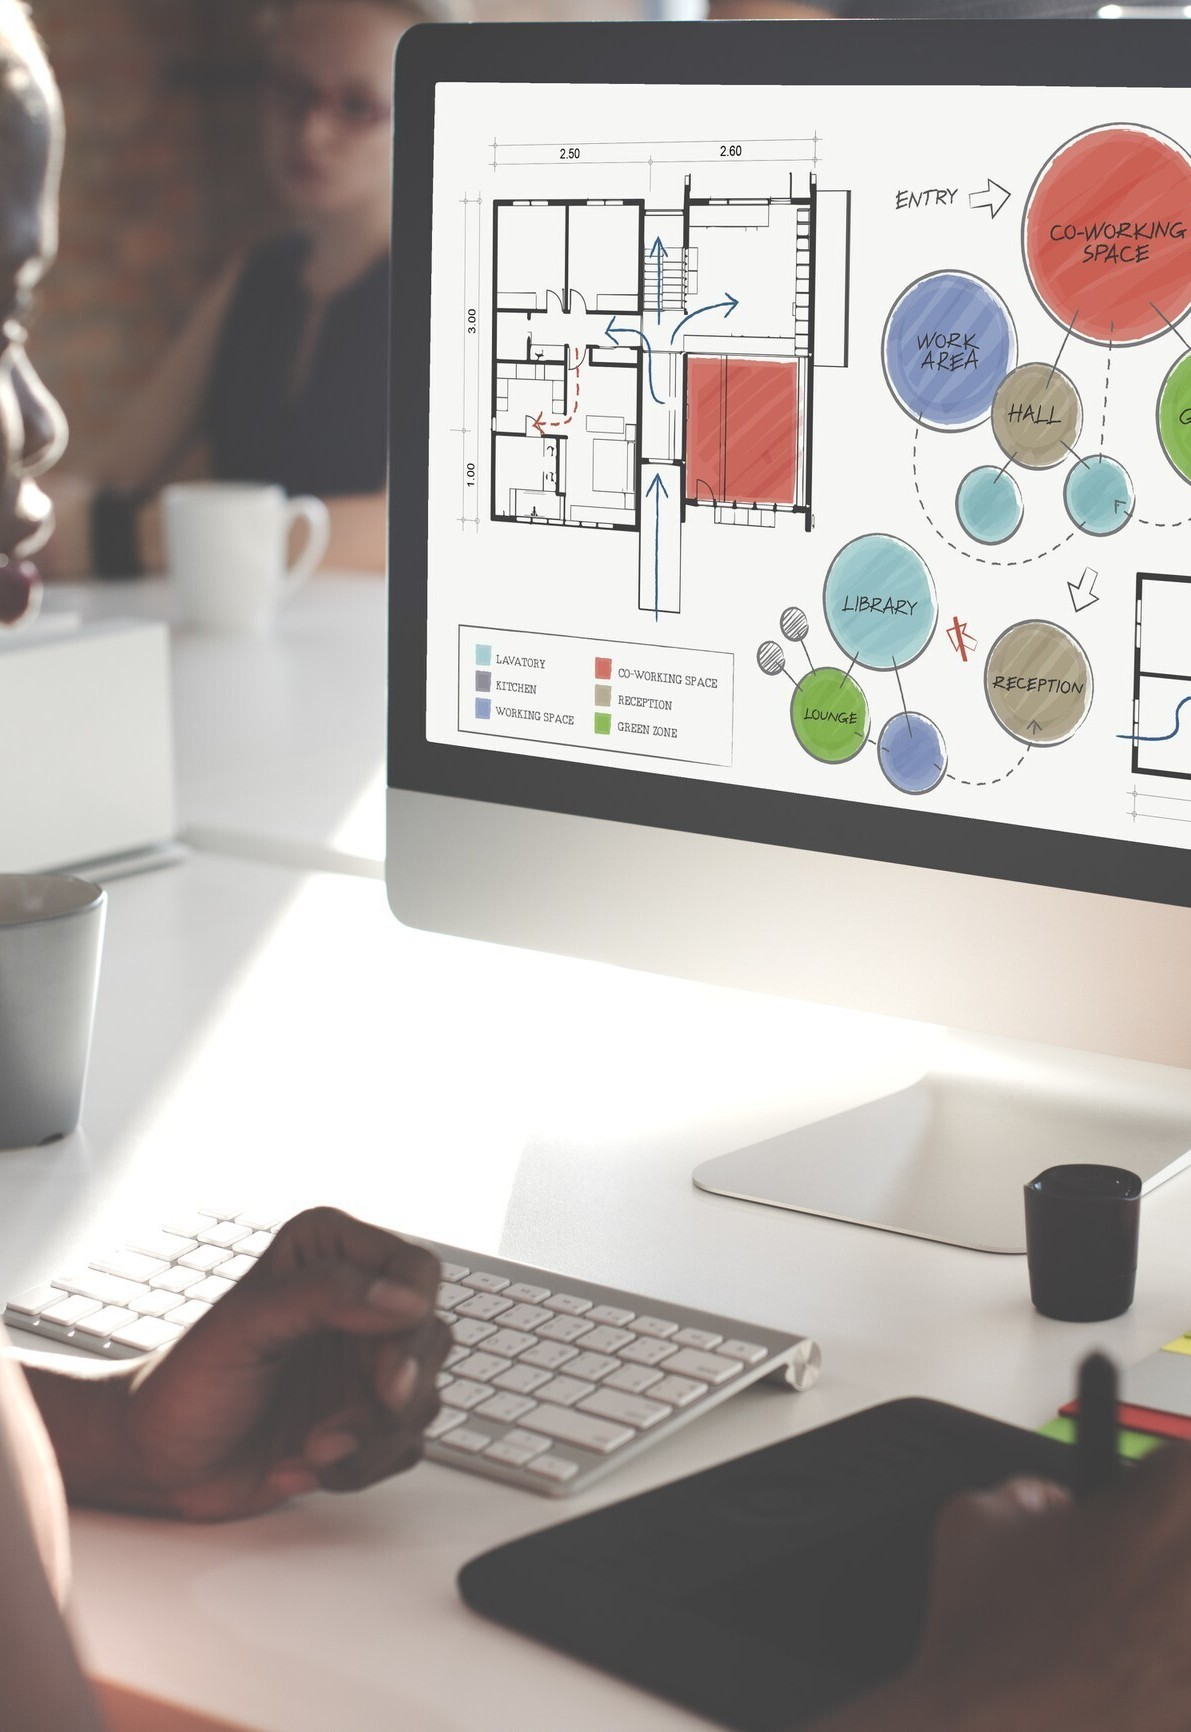 2.50
2.60
3.00
1.00
ENTRY
CO-WORKING
SPACE
WORK
AREA
HALL
G
LIBRARY
RECEPTION
LOUNGE
LAVATORY
KITCHEN
WORKING SPACE
CO-WORKING SPACE
RECEPTION
GREEN ZONE